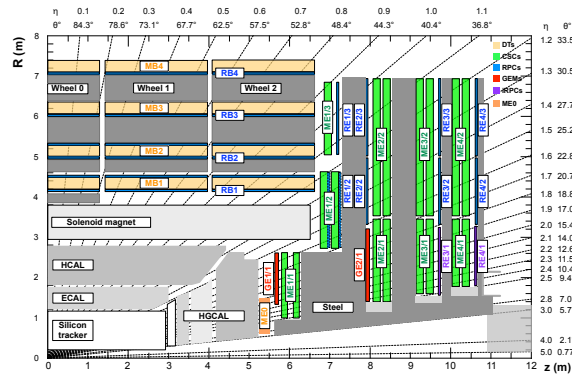 η 0.1 0.2 0.3 0.4 0.5 0.6 0.7 0.8 0.9 1.0 1.1
θ° 84.3° 78.6° 73.1° 67.7° 62.5° 57.5° 52.8° 48.4° 44.3° 40.4° 36.8° η θ°
R (m)
8
7
6
5
4
3
2
1
0
1.2 33.5
1.3 30.5
1.4 27.7
1.5 25.2
1.6 22.8
1.7 20.7
1.8 18.8
1.9 17.0
2.0 15.4
2.1 14.0
2.2 12.6
2.3 11.5
2.4 10.4
2.5 9.4
2.8 7.0
3.0 5.7
4.0 2.1
5.0 0.77
DTs
CSCs
RPCs
GEMs
iRPCs
ME0
MB4
RB4
Wheel 0
Wheel 1
Wheel 2
MB3
RB3
MB2
RB2
MB1
RB1
Solenoid magnet
HCAL
ECAL
Silicon
tracker
HGCAL
Steel
ME0
GE1/1
ME1/1
ME1/2
ME1/3
RE1/3
RE2/3
RE1/2
RE2/2
GE2/1
ME2/2
ME2/1
ME3/2
ME3/1
RE3/3
RE3/2
RE3/1
ME4/2
ME4/1
RE4/3
RE4/2
RE4/1
0 1 2 3 4 5 6 7 8 9 10 11 12
z (m)